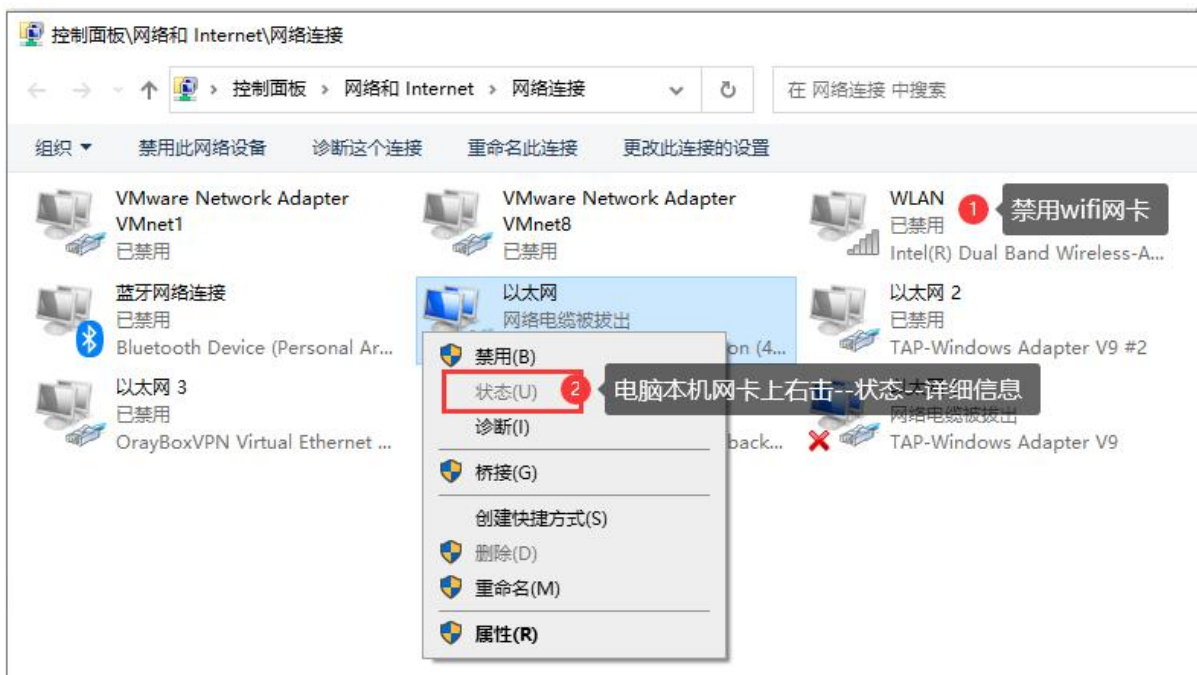 控制面板\网络和 Internet\网络连接
控制面板 › 网络和 Internet › 网络连接
在 网络连接 中搜索
组织 禁用此网络设备 诊断这个连接 重命名此连接 更改此连接的设置
VMware Network Adapter
VMnet1
已禁用
VMware Network Adapter
VMnet8
已禁用
WLAN
已禁用
Intel(R) Dual Band Wireless-A...
1 禁用wifi网卡
蓝牙网络连接
已禁用
Bluetooth Device (Personal Ar...
以太网
网络电缆被拔出
on (4...
以太网 2
已禁用
TAP-Windows Adapter V9 #2
以太网 3
已禁用
OrayBoxVPN Virtual Ethernet ...
back...
网络电缆被拔出
TAP-Windows Adapter V9
禁用(B)
状态(U)
2 电脑本机网卡上右击--状态--详细信息
诊断(I)
桥接(G)
创建快捷方式(S)
删除(D)
重命名(M)
属性(R)